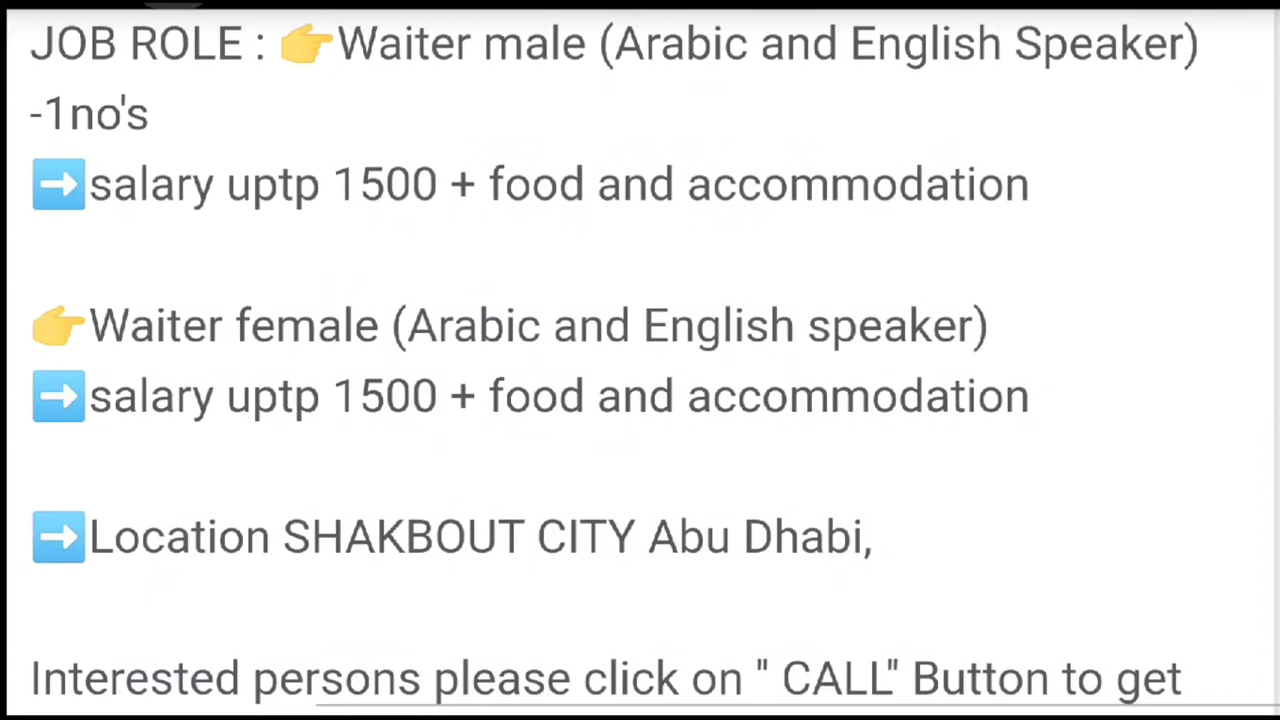 JOB ROLE : 👉Waiter male (Arabic and English Speaker)
-1no's
➡️salary uptp 1500 + food and accommodation
👉Waiter female (Arabic and English speaker)
➡️salary uptp 1500 + food and accommodation
➡️Location SHAKBOUT CITY Abu Dhabi,
Interested persons please click on " CALL" Button to get